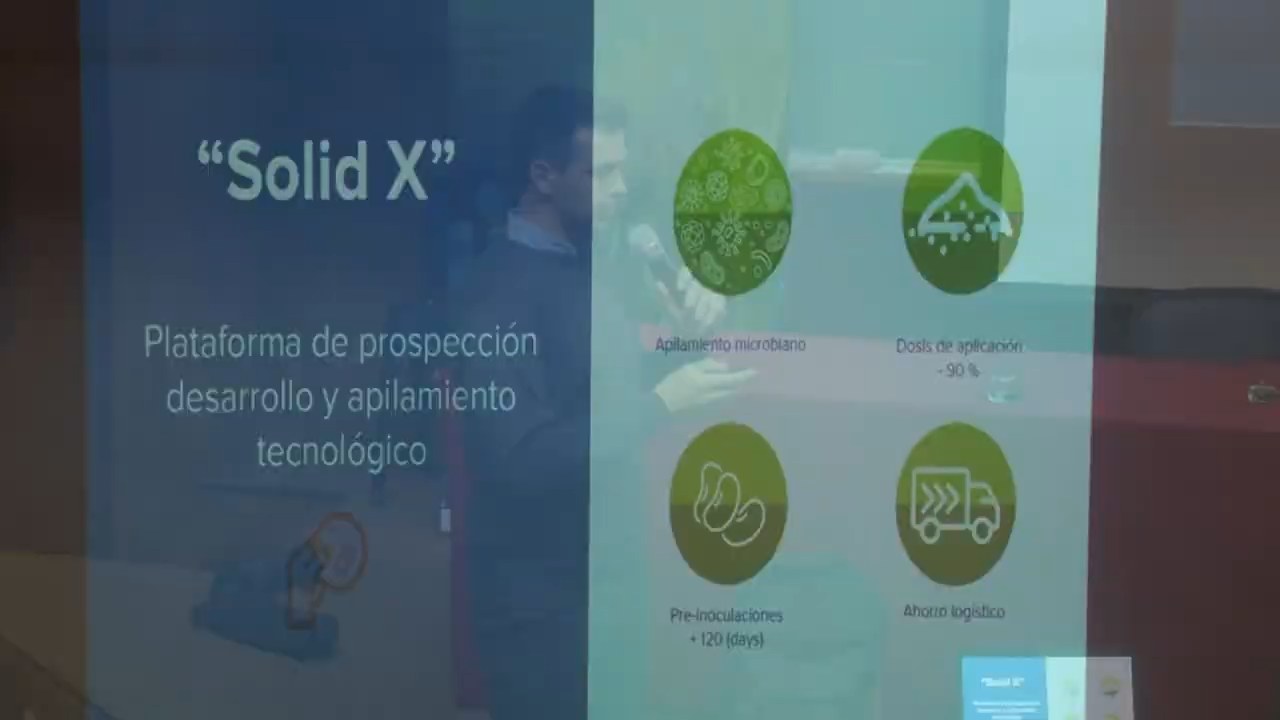 “Solid X”
Plataforma de prospección
desarrollo y apilamiento
tecnológico
Apilamiento microbiano
Dosis de aplicación
- 90 %
Pre-inoculaciones
+ 120 (days)
Ahorro logístico
“Solid X”